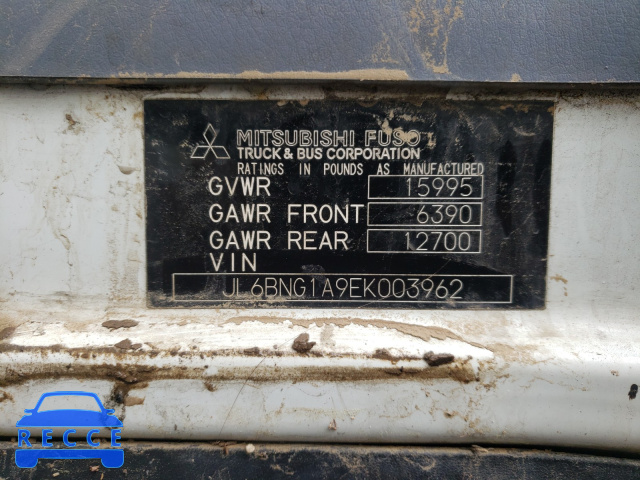 MITSUBISHI FUSO
TRUCK & BUS CORPORATION
RATINGS IN POUNDS AS MANUFACTURED
GVWR 15995
GAWR FRONT 6390
GAWR REAR 12700
VIN
JL6BNG1A9EK003962
RECCE